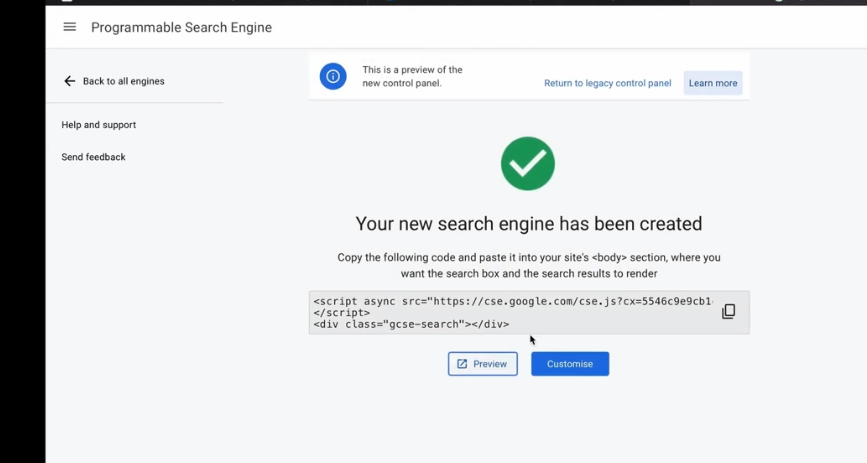 Programmable Search Engine
Back to all engines
Help and support
Send feedback
This is a preview of the
new control panel.
Return to legacy control panel
Learn more
Your new search engine has been created
Copy the following code and paste it into your site's <body> section, where you
want the search box and the search results to render
<script async src="https://cse.google.com/cse.js?cx=5546c9e9cb1
</script>
<div class="gcse-search"></div>
Preview
Customise